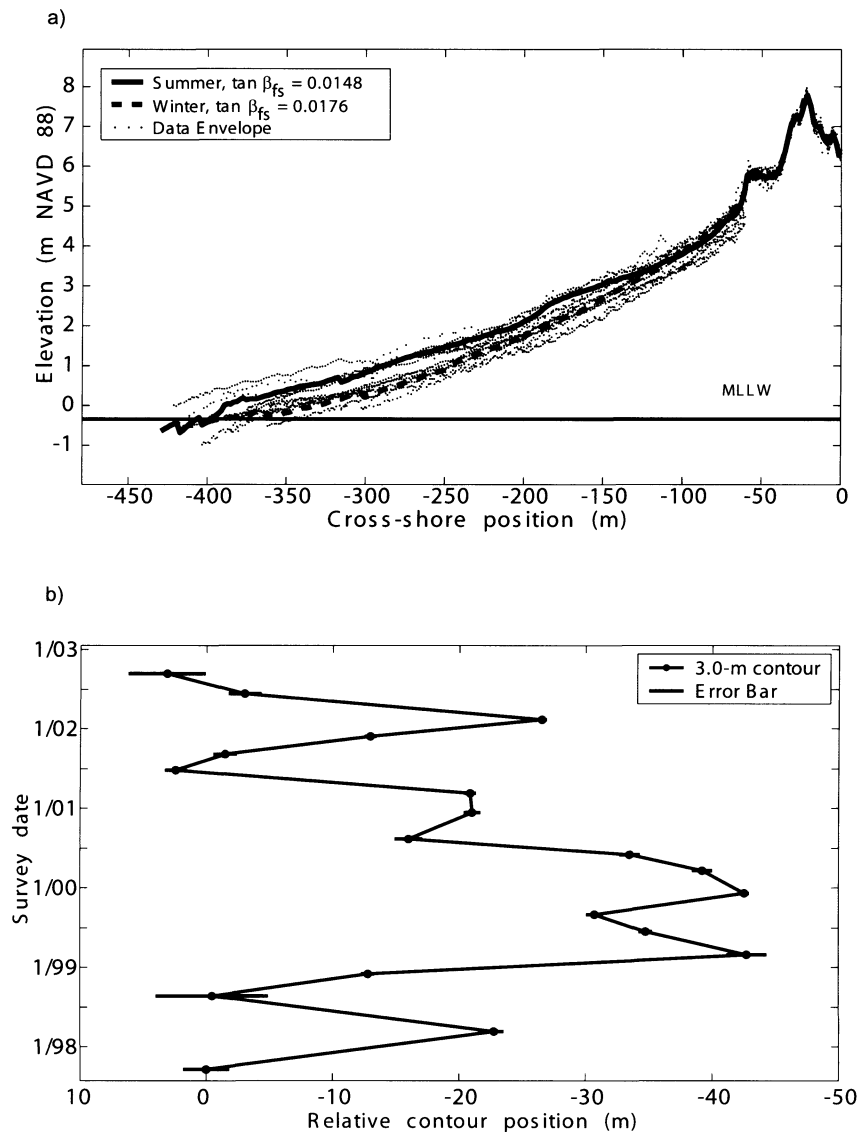 a)
Elevation (m NAVD 88)
8
7
6
5
4
3
2
1
0
-1
Summer, tan βfs = 0.0148
Winter, tan βfs = 0.0176
Data Envelope
MLLW
-450 -400 -350 -300 -250 -200 -150 -100 -50 0
Cross-shore position (m)
b)
Survey date
1/03
1/02
1/01
1/00
1/99
1/98
3.0-m contour
Error Bar
10 0 -10 -20 -30 -40 -50
Relative contour position (m)